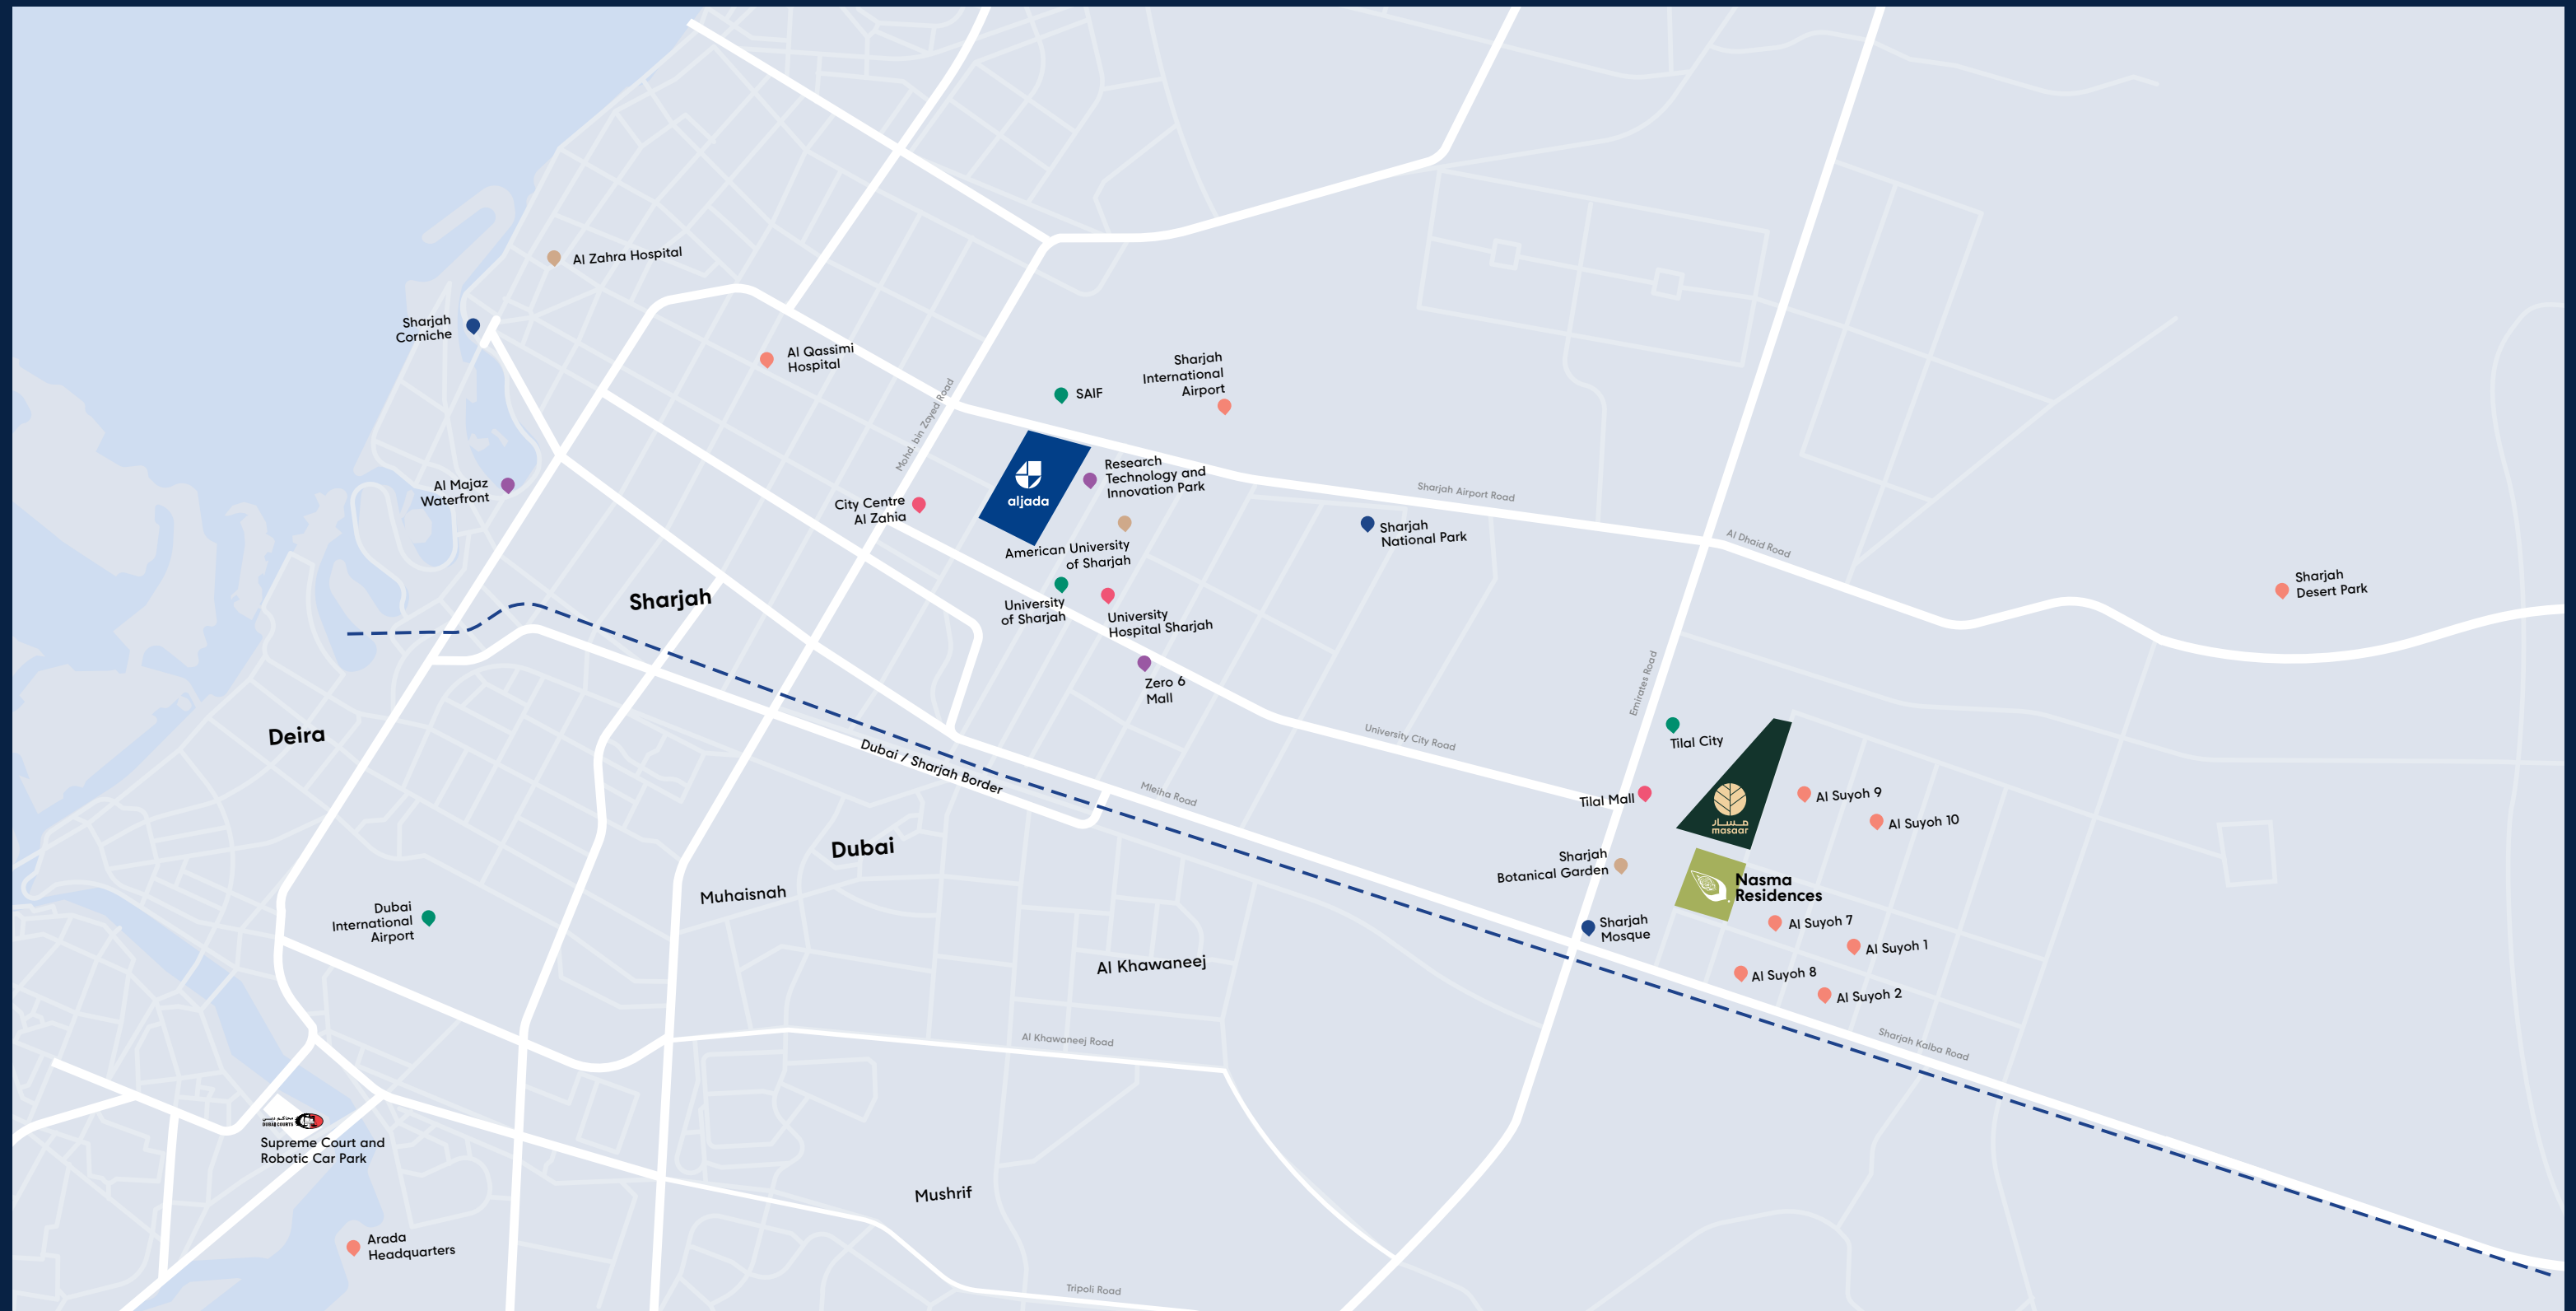 Al Zahra Hospital
Sharjah
Corniche
Al Qassimi
Hospital
Mohd. bin Zayed Road
SAIF
Sharjah
International
Airport
aljada
Research
Technology and
Innovation Park
Al Majaz
Waterfront
City Centre
Al Zahia
Sharjah Airport Road
Sharjah
National Park
American University
of Sharjah
Al Dhaid Road
Sharjah
Desert Park
Sharjah
University
of Sharjah
University
Hospital Sharjah
Zero 6
Mall
Emirates Road
Deira
Dubai / Sharjah Border
University City Road
Tilal City
Mleiha Road
Tilal Mall
مسار
masaar
Al Suyoh 9
Al Suyoh 10
Dubai
Muhaisnah
Sharjah
Botanical Garden
Nasma
Residences
Dubai
International
Airport
Sharjah
Mosque
Al Suyoh 7
Al Suyoh 1
Al Khawaneej
Al Suyoh 8
Al Suyoh 2
Al Khawaneej Road
Sharjah Kalba Road
محاكم دبي
DUBAI COURTS
Supreme Court and
Robotic Car Park
Mushrif
Arada
Headquarters
Tripoli Road